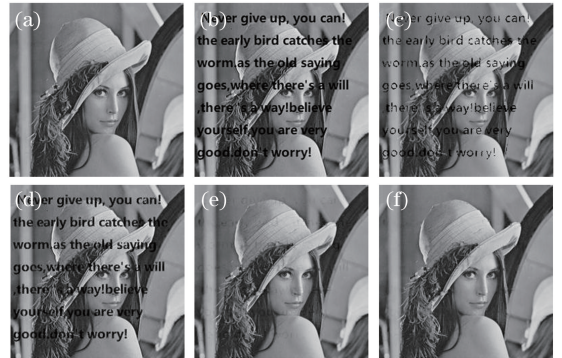 (a)
(b)
Never give up, you can!
the early bird catches the
worm.as the old saying
goes,where there's a will
,there's a way!believe
yourself,you are very
good.don't worry!
(c)
Never give up, you can!
the early bird catches the
worm.as the old saying
goes,where there's a will
,there's a way!believe
yourself,you are very
good.don't worry!
(d)
Never give up, you can!
the early bird catches the
worm.as the old saying
goes,where there's a will
,there's a way!believe
yourself,you are very
good.don't worry!
(e)
(f)